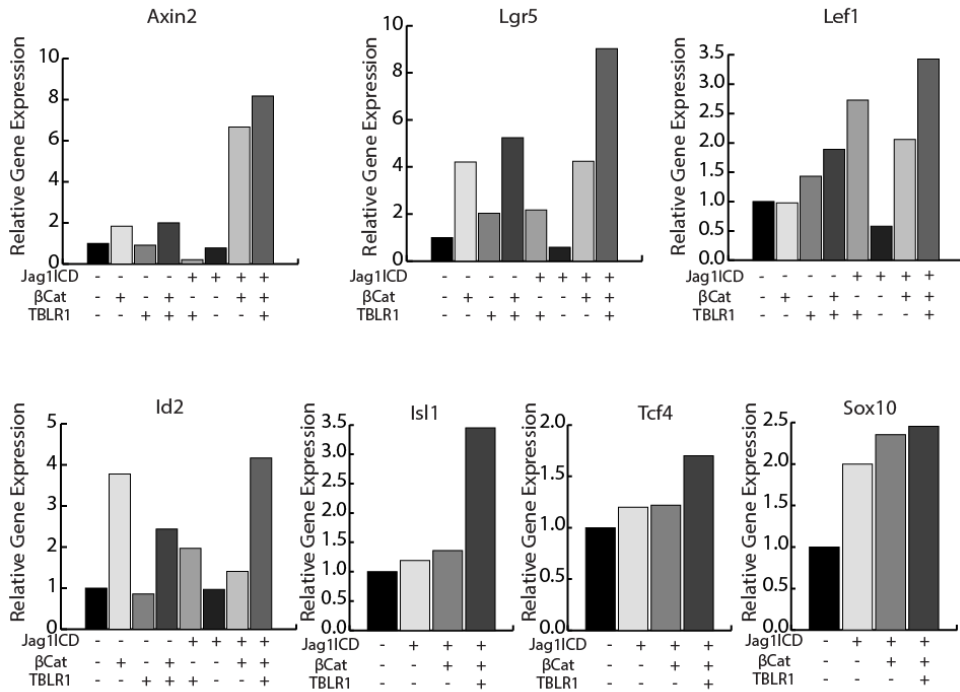 Axin2
Relative Gene Expression
10
8
6
4
2
0
Jag1ICD - - - - + + + +
βCat - + - + - - + +
TBLR1 - - + + + - - +
Lgr5
Relative Gene Expression
10
8
6
4
2
0
Jag1ICD - - - - + + + +
βCat - + - + - - + +
TBLR1 - - + + + - - +
Lef1
Relative Gene Expression
3.5
3.0
2.5
2.0
1.5
1.0
0.5
0.0
Jag1ICD - - - - + + + +
βCat - + - + - - + +
TBLR1 - - + + + - - +
Id2
Relative Gene Expression
5
4
3
2
1
0
Jag1ICD - - - - + + + +
βCat - + - + - - + +
TBLR1 - - + + + - - +
Isl1
Relative Gene Expression
3.5
3.0
2.5
2.0
1.5
1.0
0.5
0.0
Jag1ICD - + + +
βCat - - + +
TBLR1 - - - +
Tcf4
Relative Gene Expression
2.0
1.5
1.0
0.5
0.0
Jag1ICD - + + +
βCat - - + +
TBLR1 - - - +
Sox10
Relative Gene Expression
2.5
2.0
1.5
1.0
0.5
0.0
Jag1ICD - + + +
βCat - - + +
TBLR1 - - - +